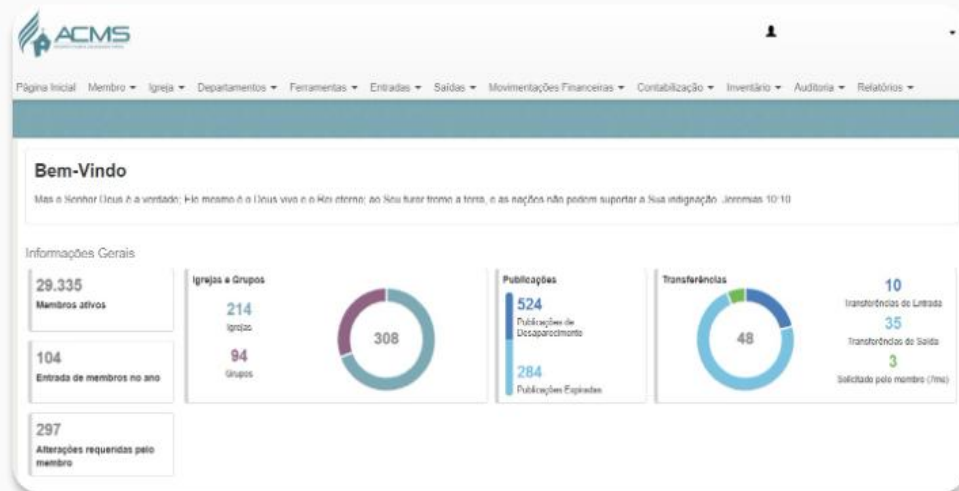 ACMS
Página Inicial Membro Igreja Departamentos Ferramentas Entradas Saídas Movimentações Financeiras Contabilização Inventário Auditoria Relatórios
Bem-Vindo
Mas o Senhor Deus é a verdade; Ele mesmo é o Deus vivo e o Rei eterno; ao Seu furor treme a terra, e as nações não podem suportar a Sua indignação. Jeremias 10:10
Informações Gerais
29.335
Membros ativos
104
Entrada de membros no ano
297
Alterações requeridas pelo
membro
Igrejas e Grupos
214
Igrejas
94
Grupos
308
Publicações
524
Publicações de
Desaparecimento
284
Publicações Expiradas
Transferências
48
10
Transferências de Entrada
35
Transferências de Saída
3
Solicitado pelo membro (7me)